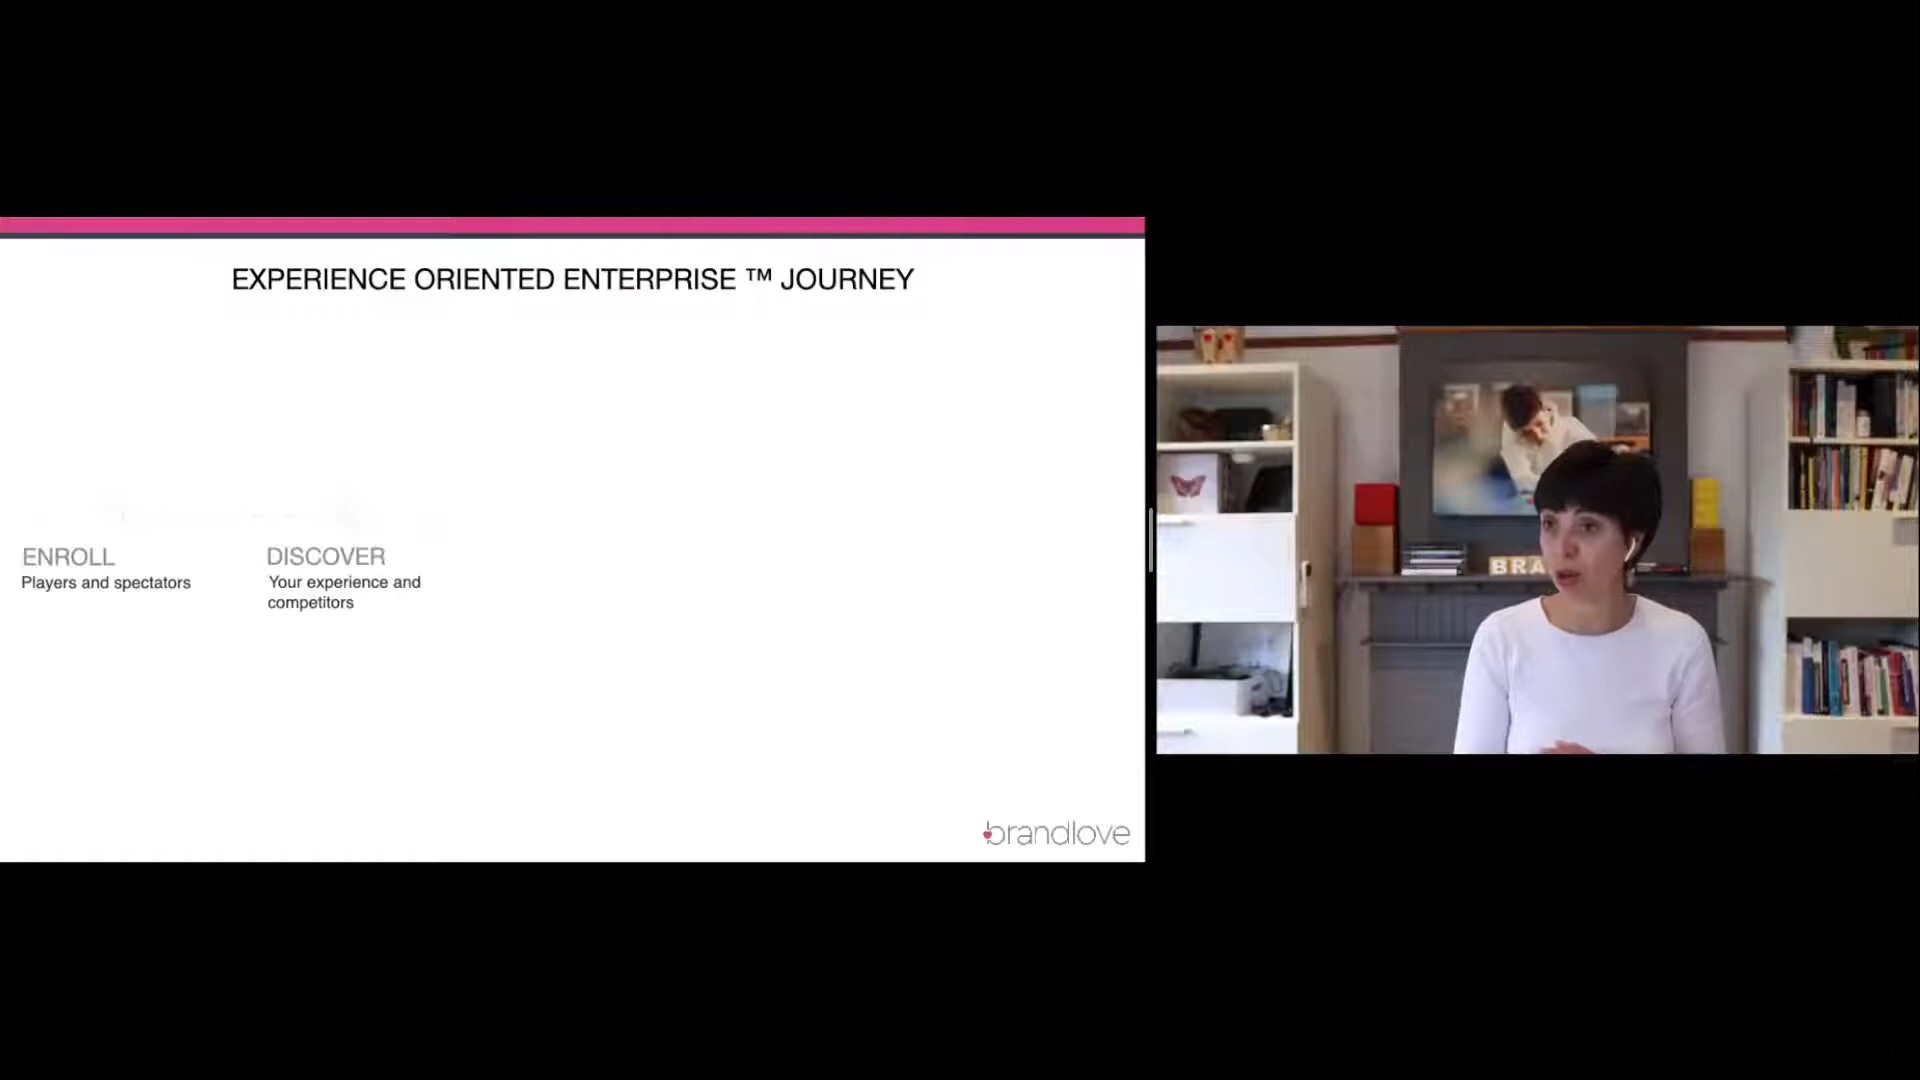 EXPERIENCE ORIENTED ENTERPRISE ™ JOURNEY
ENROLL
Players and spectators
DISCOVER
Your experience and
competitors
brandlove
BRA